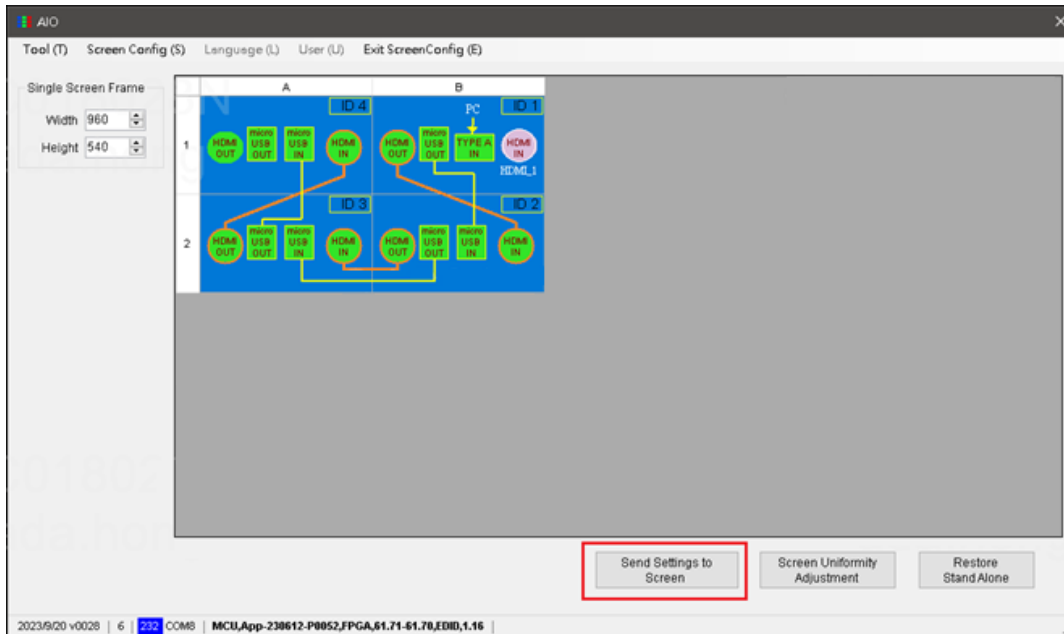 AIO
Tool (T) Screen Config (S) Language (L) User (U) Exit ScreenConfig (E)
Single Screen Frame
Width 960
Height 540
A B
1
ID 4
HDMI OUT
micro USB OUT
micro USB IN
HDMI IN
PC
ID 1
HDMI OUT
micro USB OUT
TYPE A IN
HDMI IN
HDMI_1
2
ID 3
HDMI OUT
micro USB OUT
micro USB IN
HDMI IN
ID 2
HDMI OUT
micro USB OUT
micro USB IN
HDMI IN
Send Settings to
Screen
Screen Uniformity
Adjustment
Restore
Stand Alone
2023/9/20 v0028 | 6 | 232 COM8 | MCU,App-230612-P0052,FPGA,61.71-61.70,EDID,1.16 |